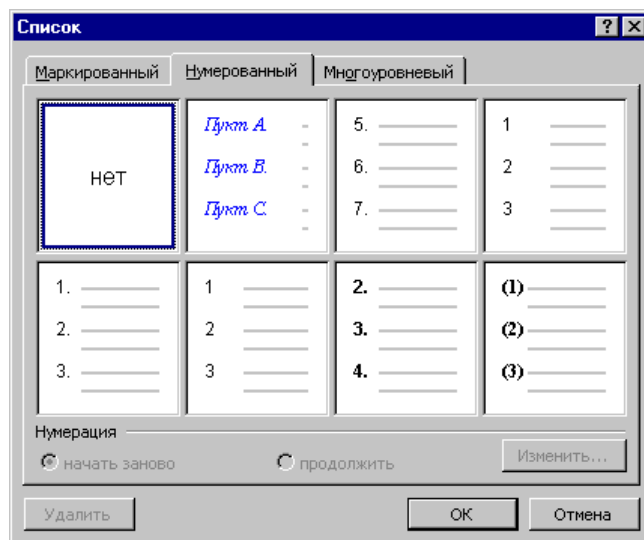 Список
Маркированный Нумерованный Многоуровневый
нет
Пункт A.
Пункт B.
Пункт C.
5.
6.
7.
1
2
3
1.
2.
3.
1
2
3
2.
3.
4.
(1)
(2)
(3)
Нумерация
начать заново продолжить Изменить...
Удалить OK Отмена